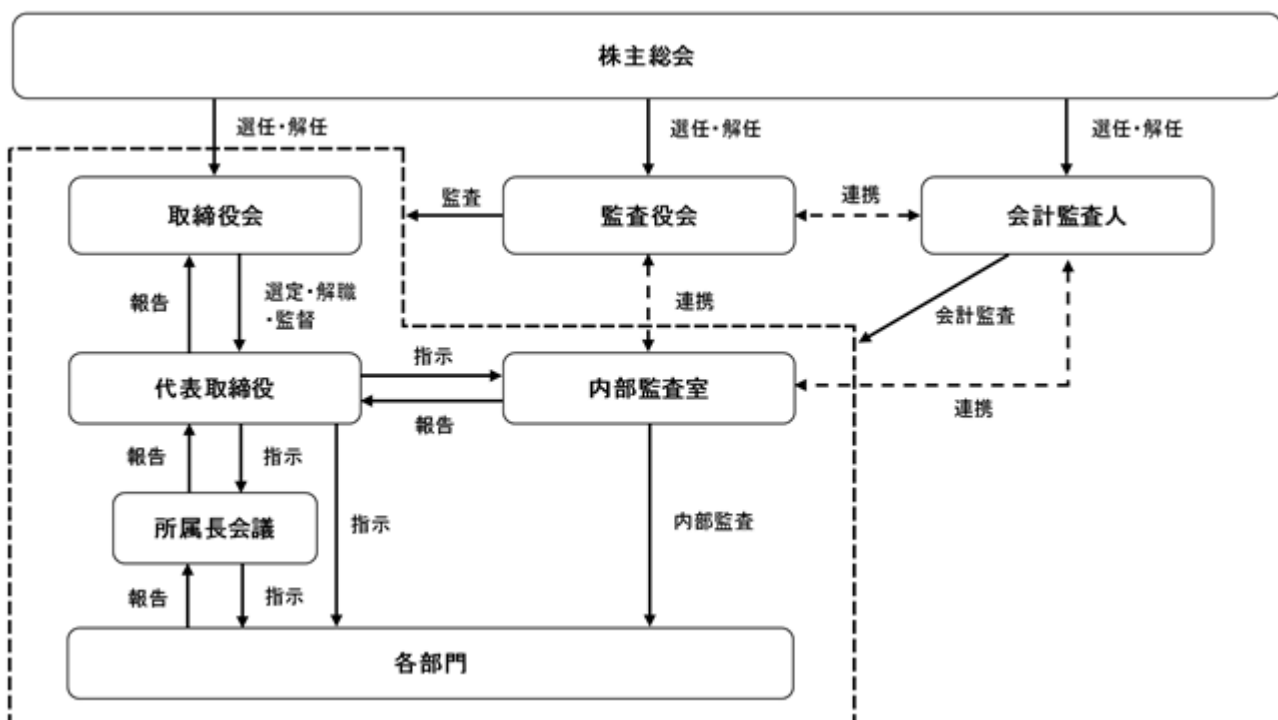 株主総会
選任・解任
選任・解任
選任・解任
取締役会
監査
監査役会
連携
会計監査人
報告
選定・解職
・監督
連携
会計監査
代表取締役
指示
報告
内部監査室
連携
報告
指示
所属長会議
指示
内部監査
報告
指示
各部門